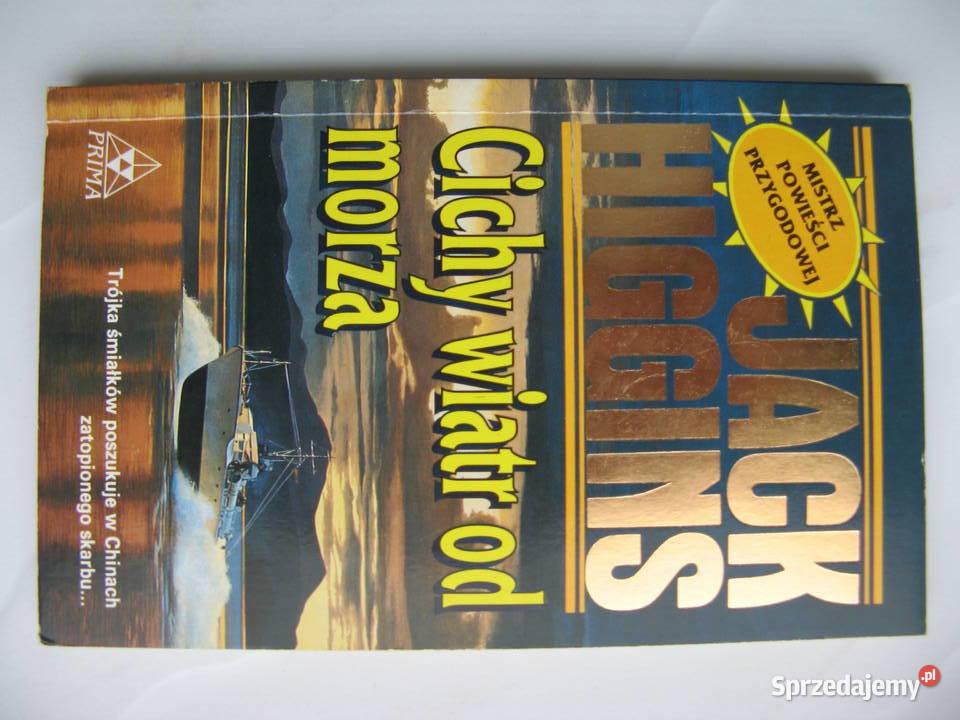 MISTRZ
POWIEŚCI
PRZYGODOWEJ
JACK
HIGGINS
Cichy wiatr od
morza
Trójka śmiałków poszukuje w Chinach
zatopionego skarbu...
PRIMA
Sprzedajemy.pl